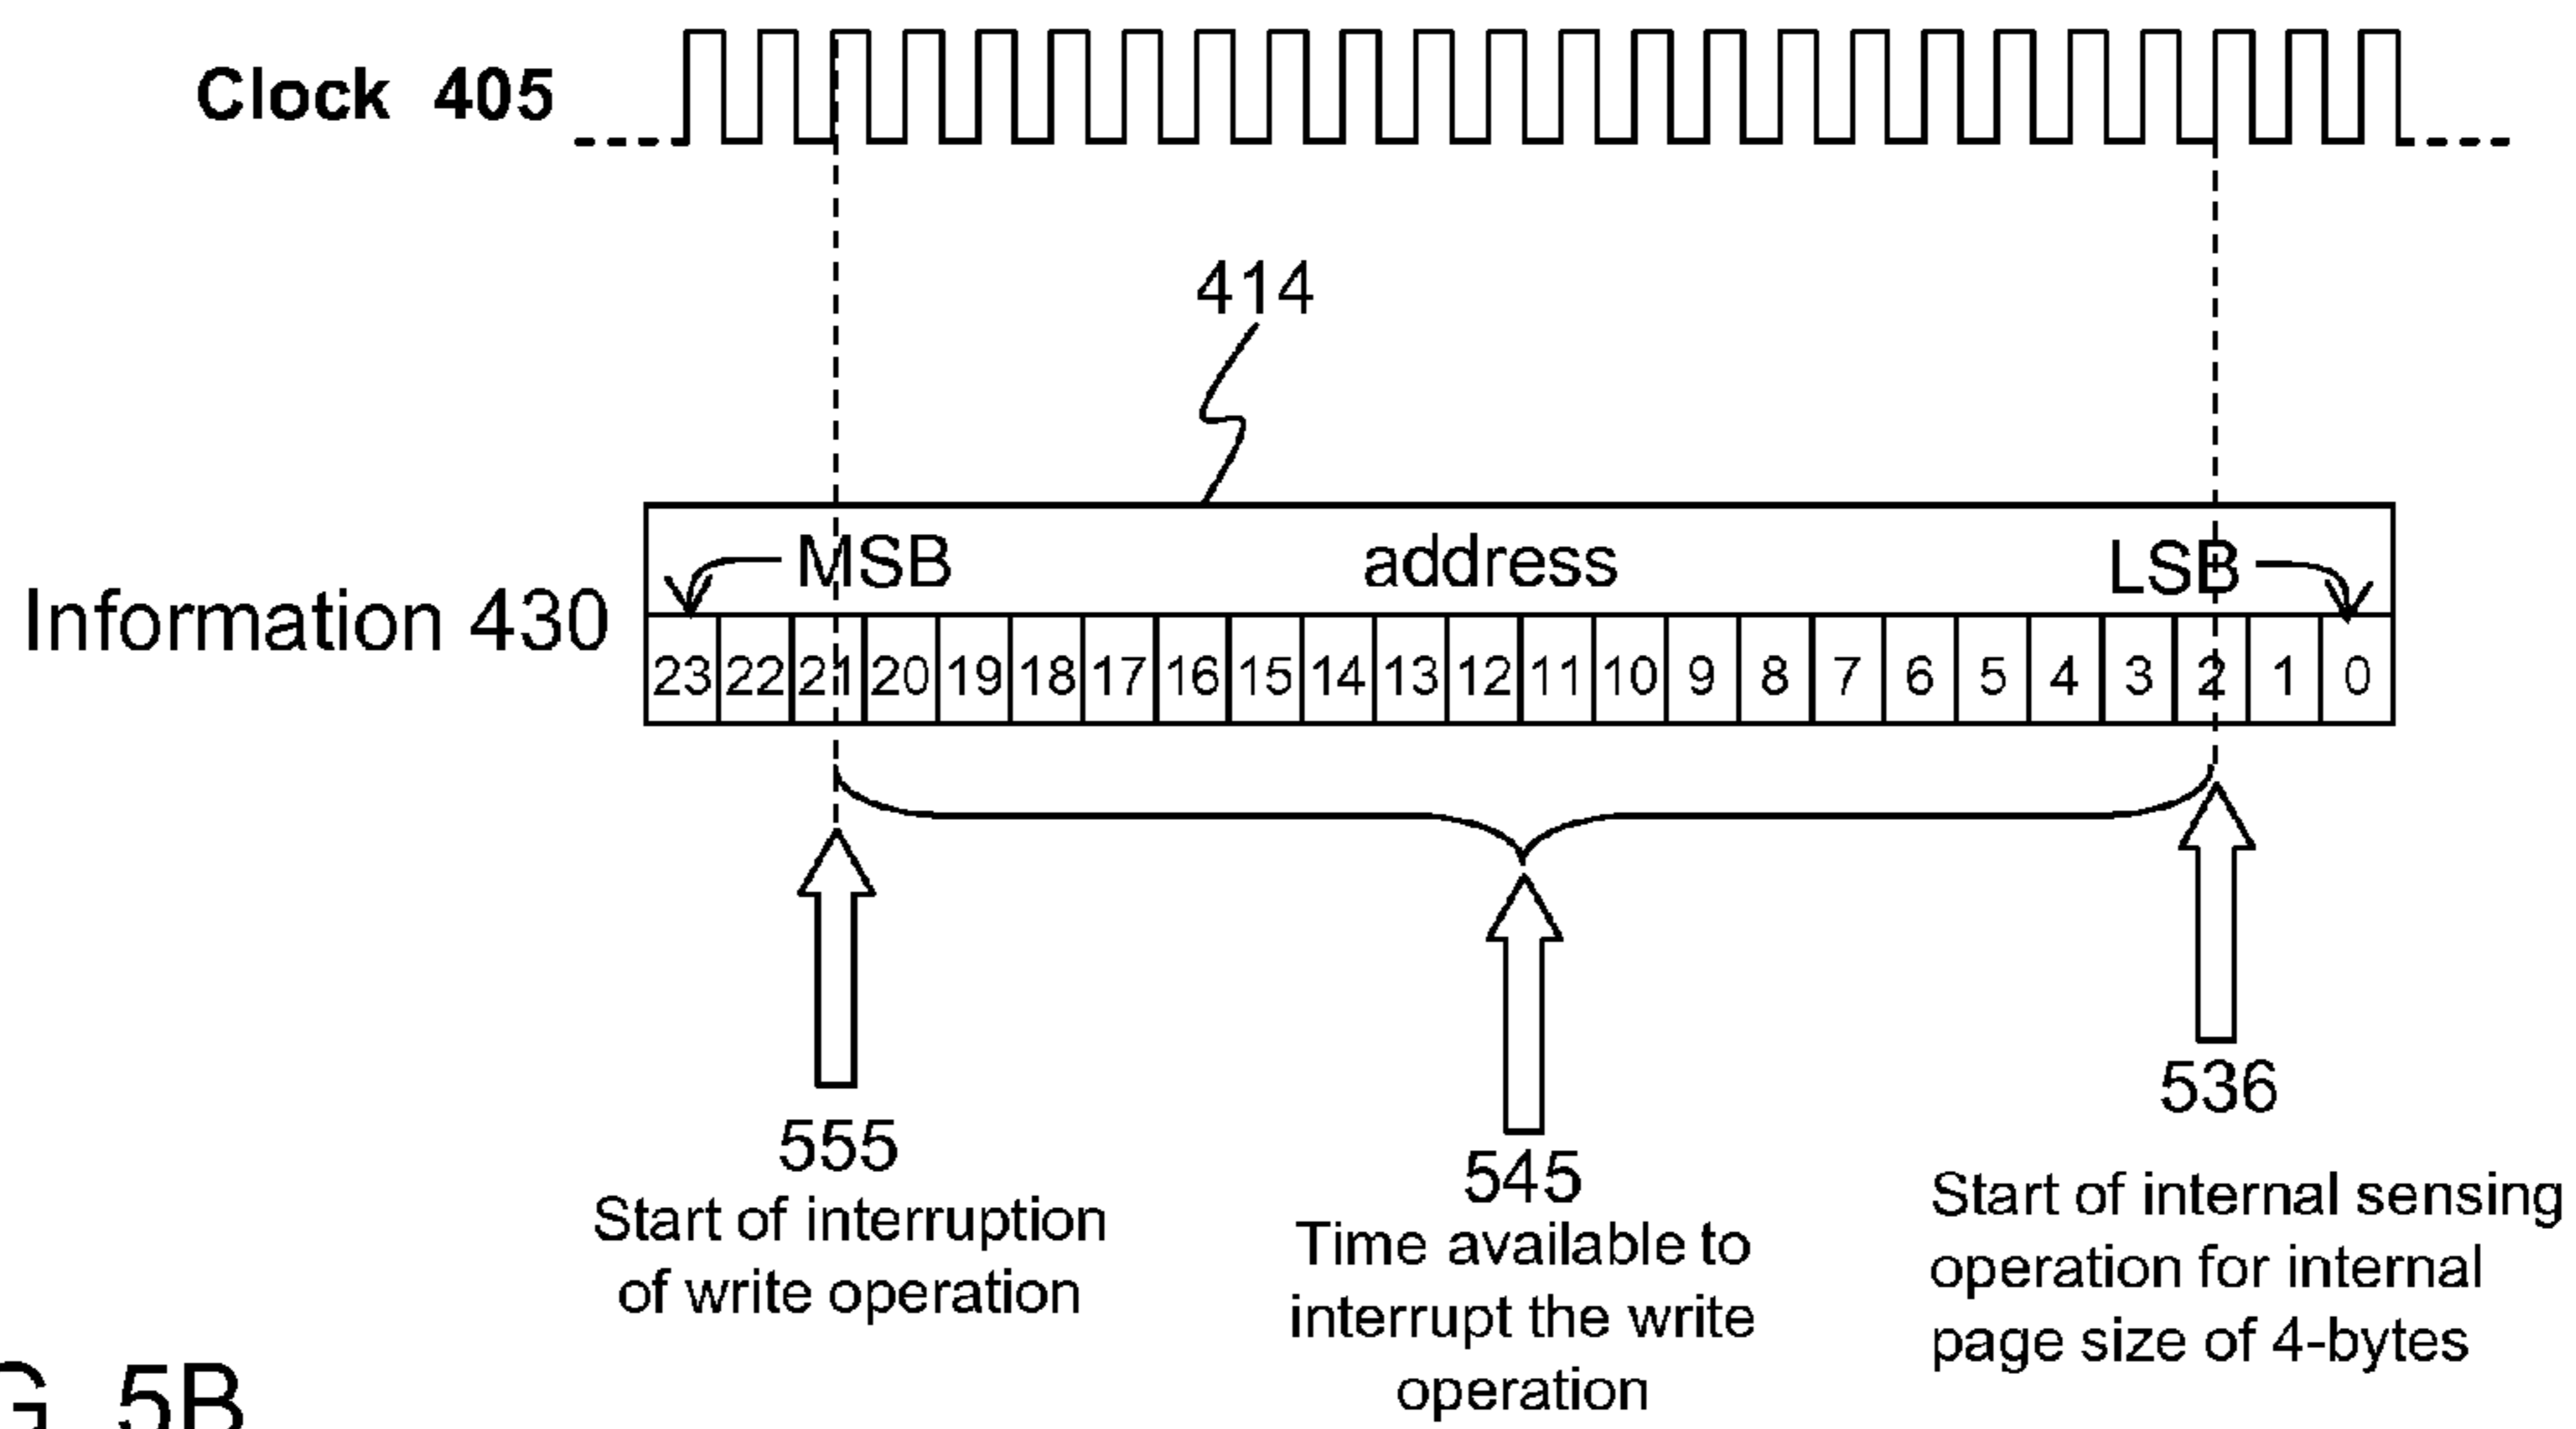 Clock 405
414
MSB address LSB
Information 430
23 22 21 20 19 18 17 16 15 14 13 12 11 10 9 8 7 6 5 4 3 2 1 0
555
Start of interruption
of write operation
545
Time available to
interrupt the write
operation
536
Start of internal sensing
operation for internal
page size of 4-bytes
G 5B